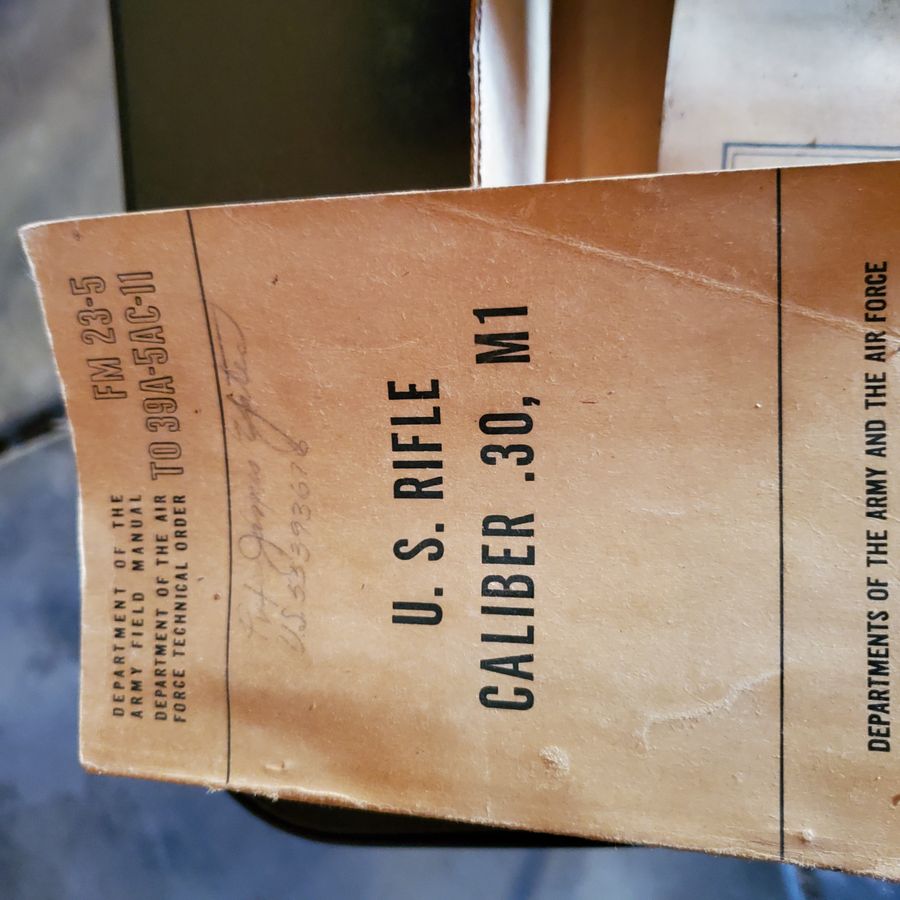 DEPARTMENT OF THE
ARMY FIELD MANUAL
DEPARTMENT OF THE AIR
FORCE TECHNICAL ORDER
FM 23-5
TO 39A-5AC-11
James
U. S. RIFLE
CALIBER .30, M1
DEPARTMENTS OF THE ARMY AND THE AIR FORCE